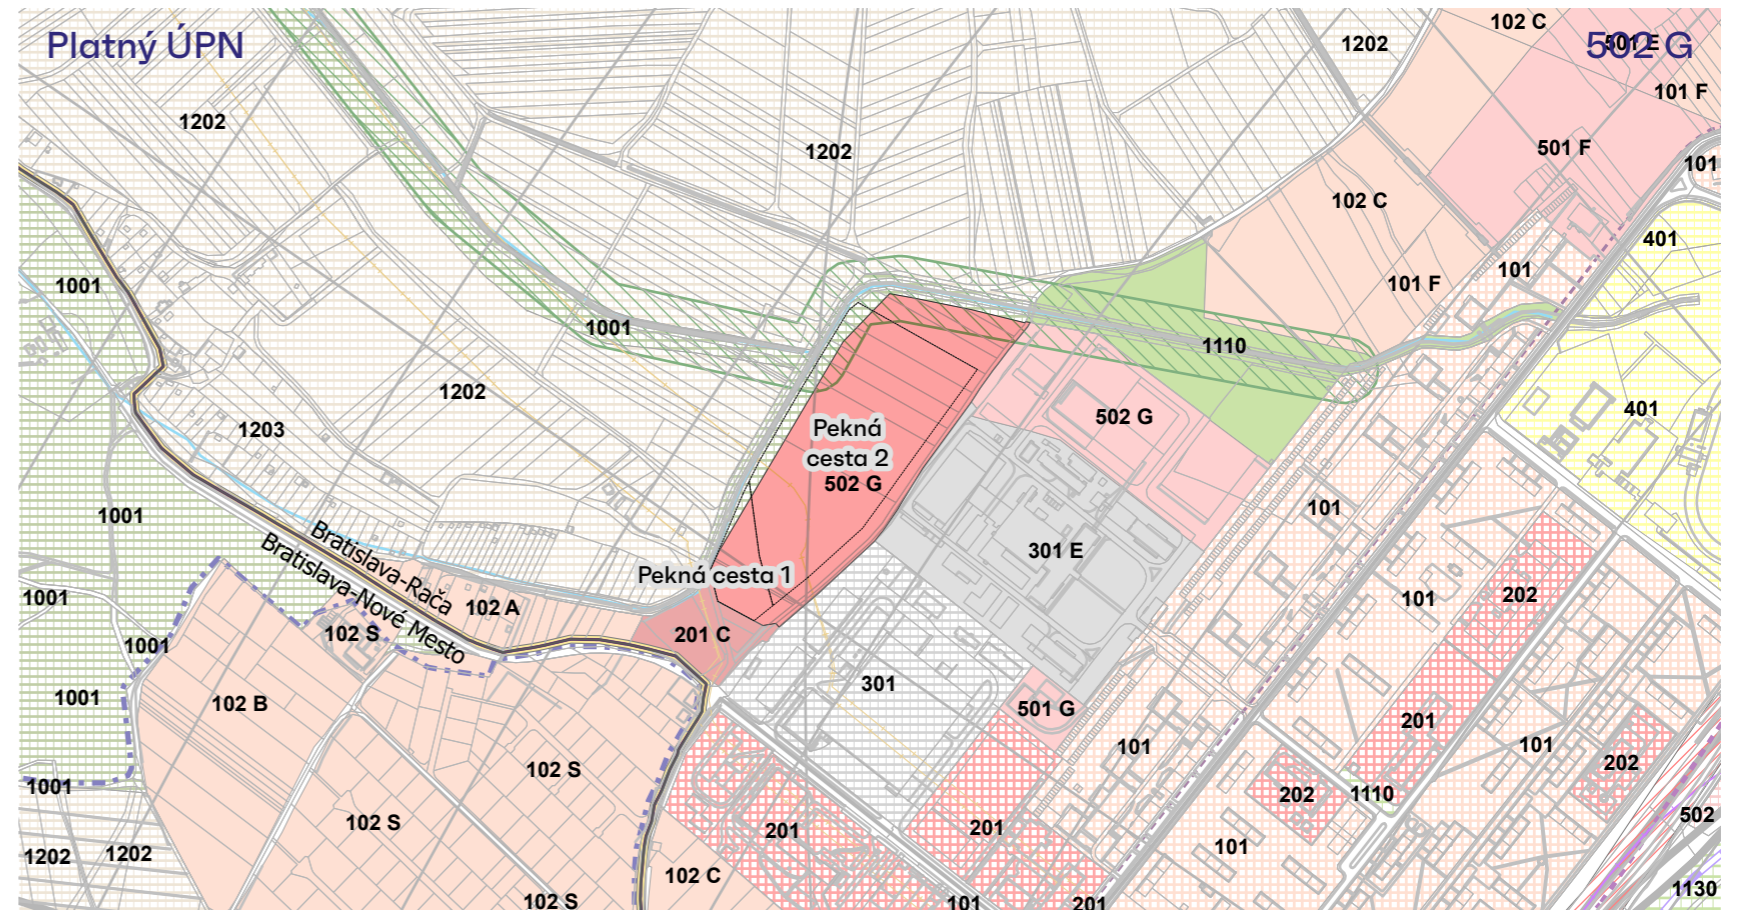 Platný ÚPN
502 G
102 C
501 E
1202
101 F
1202
1202
501 F
101
102 C
401
101
1001
101 F
1001
1110
1202
401
502 G
1203
Pekná
cesta 2
502 G
101
1001
Bratislava-Rača
Bratislava-Nové Mesto
301 E
Pekná cesta 1
1001
102 A
202
101
102 S
201 C
1001
301
1001
102 B
501 G
201
101
101
202
102 S
1001
202
1110
502
102 S
201
201
101
1202
1202
102 C
1130
102 S
101
201